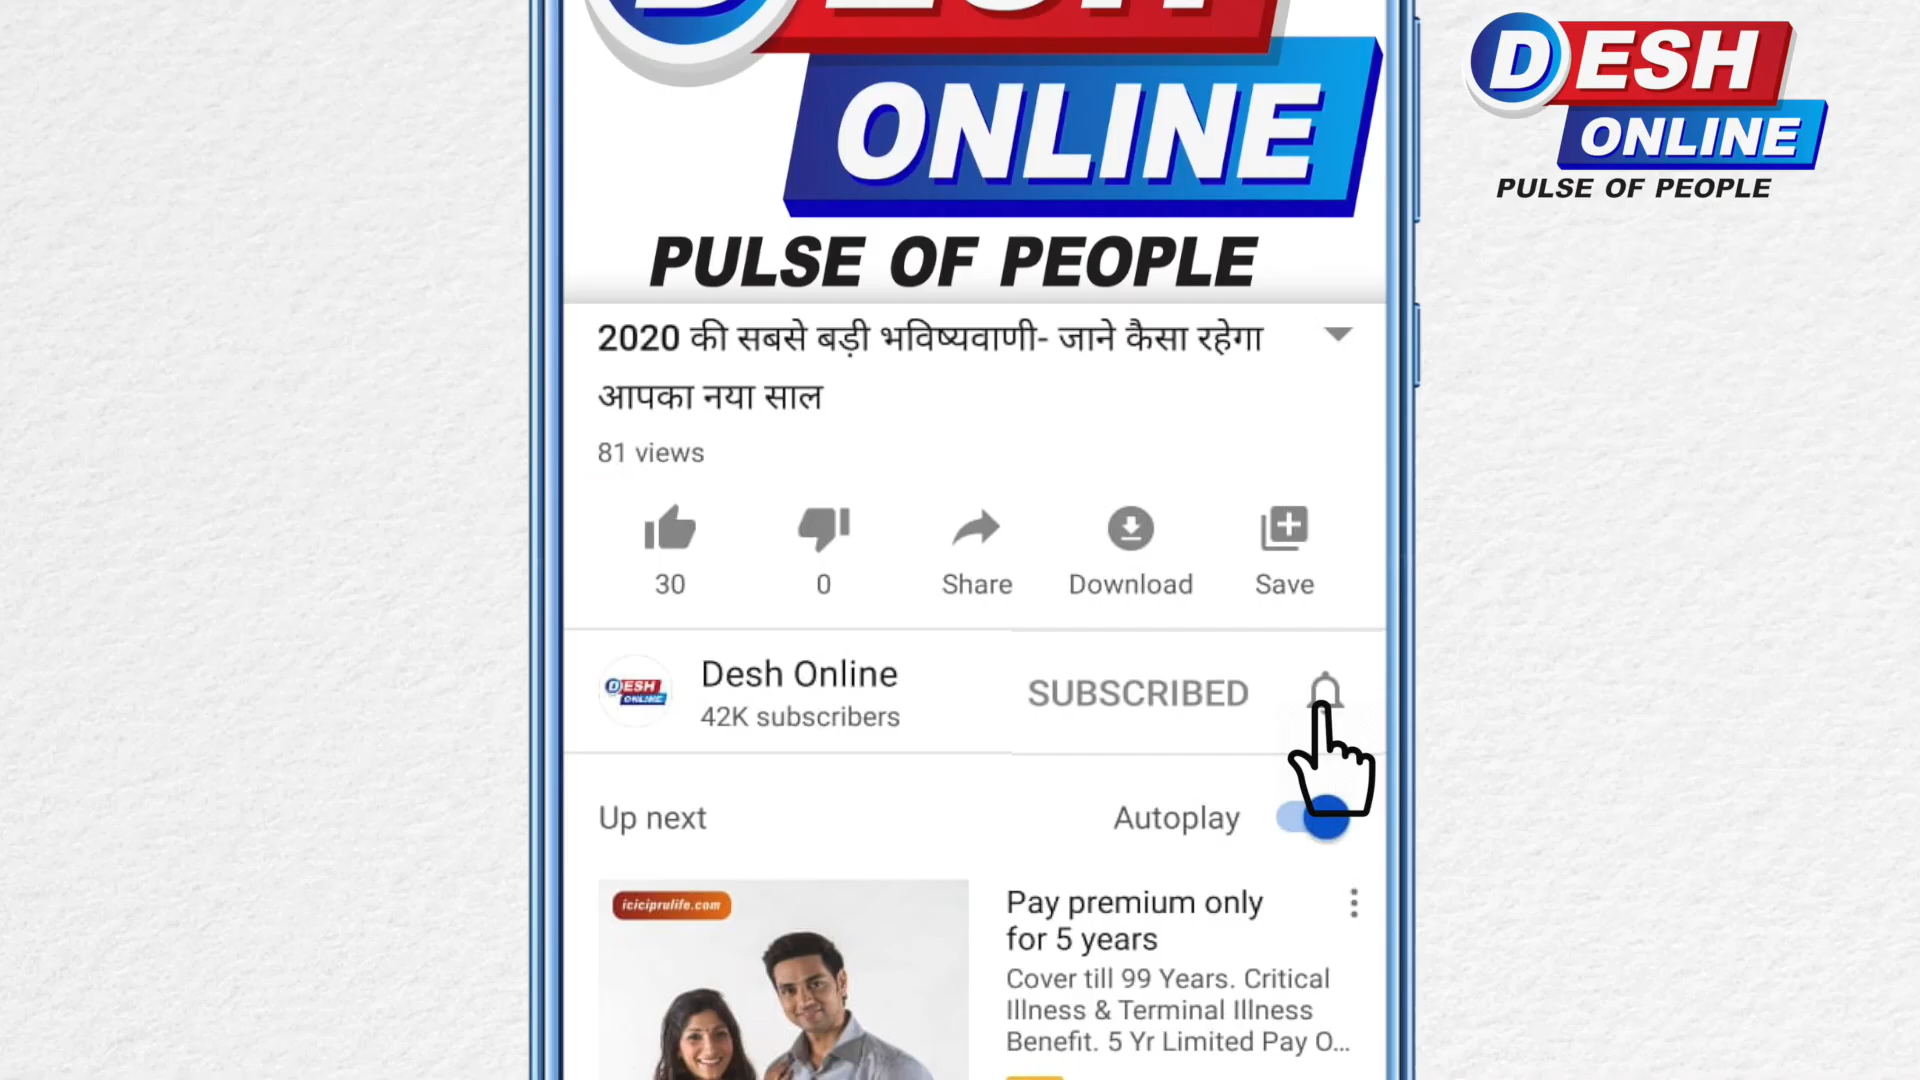 DESH
ONLINE
PULSE OF PEOPLE
ONLINE
PULSE OF PEOPLE
2020 की सबसे बड़ी भविष्यवाणी- जाने कैसा रहेगा
आपका नया साल
81 views
30
0
Share
Download
Save
DESH
ONLINE
Desh Online
42K subscribers
SUBSCRIBED
Up next
Autoplay
iciciprulife.com
Pay premium only
for 5 years
Cover till 99 Years. Critical
Illness & Terminal Illness
Benefit. 5 Yr Limited Pay O...